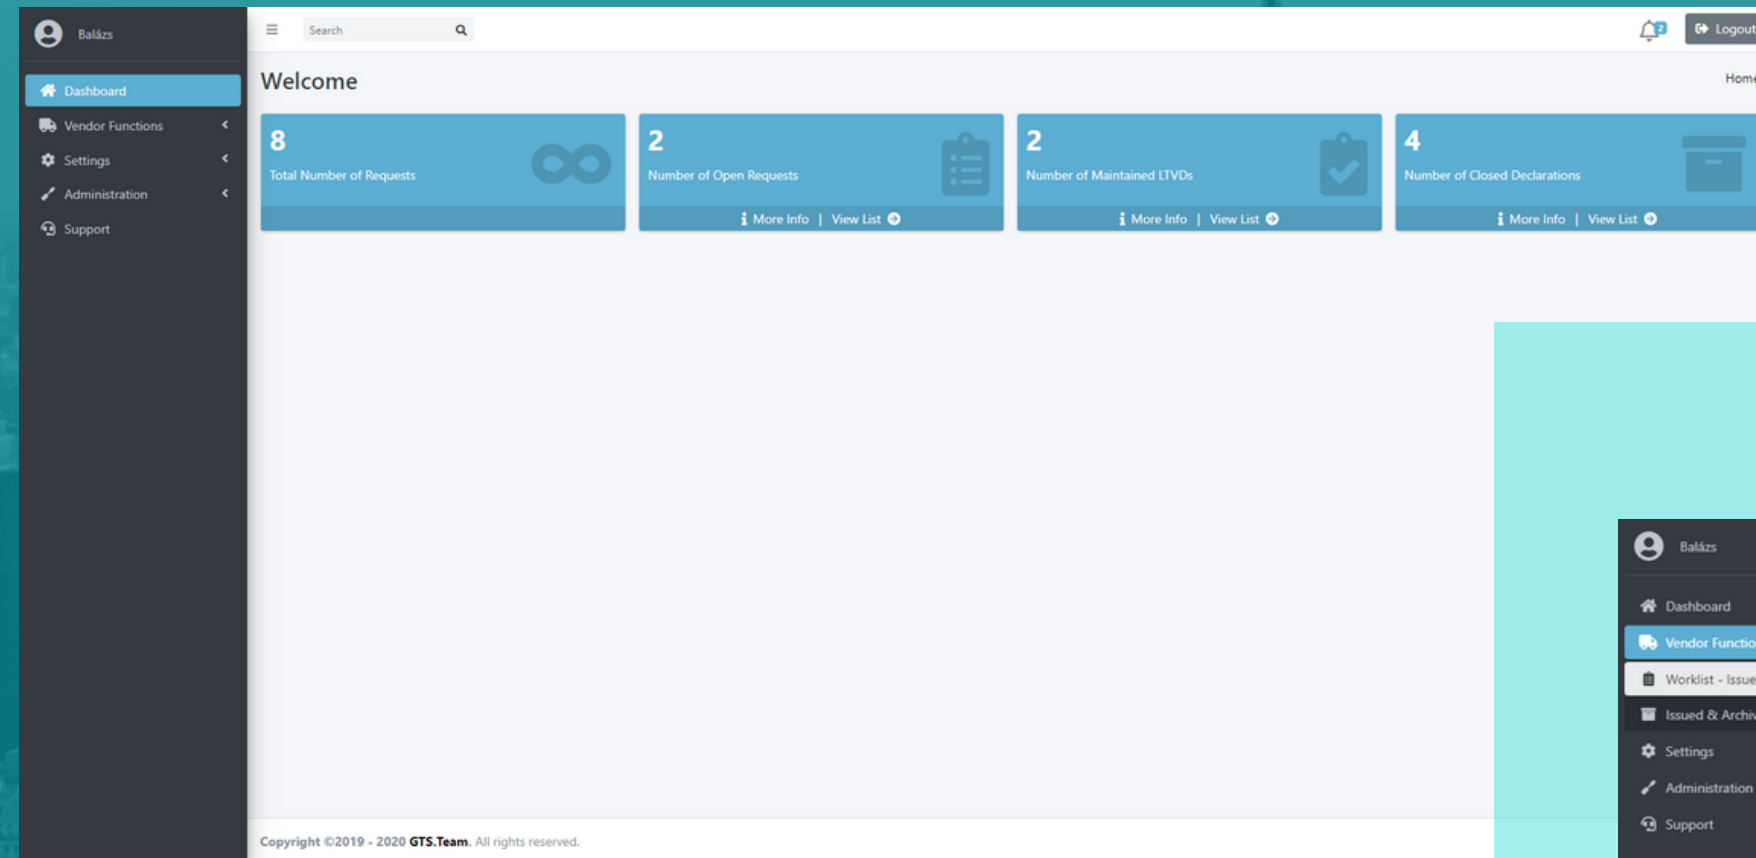 Balázs
Dashboard
Vendor Functions
Settings
Administration
Support
Search
2
Logout
Welcome
Home
8
Total Number of Requests
2
Number of Open Requests
More Info | View List
2
Number of Maintained LTVDs
More Info | View List
4
Number of Closed Declarations
More Info | View List
Copyright ©2019 - 2020 GTS.Team. All rights reserved.
Balázs
Dashboard
Vendor Functio
Worklist - Issue
Issued & Archiv
Settings
Administration
Support